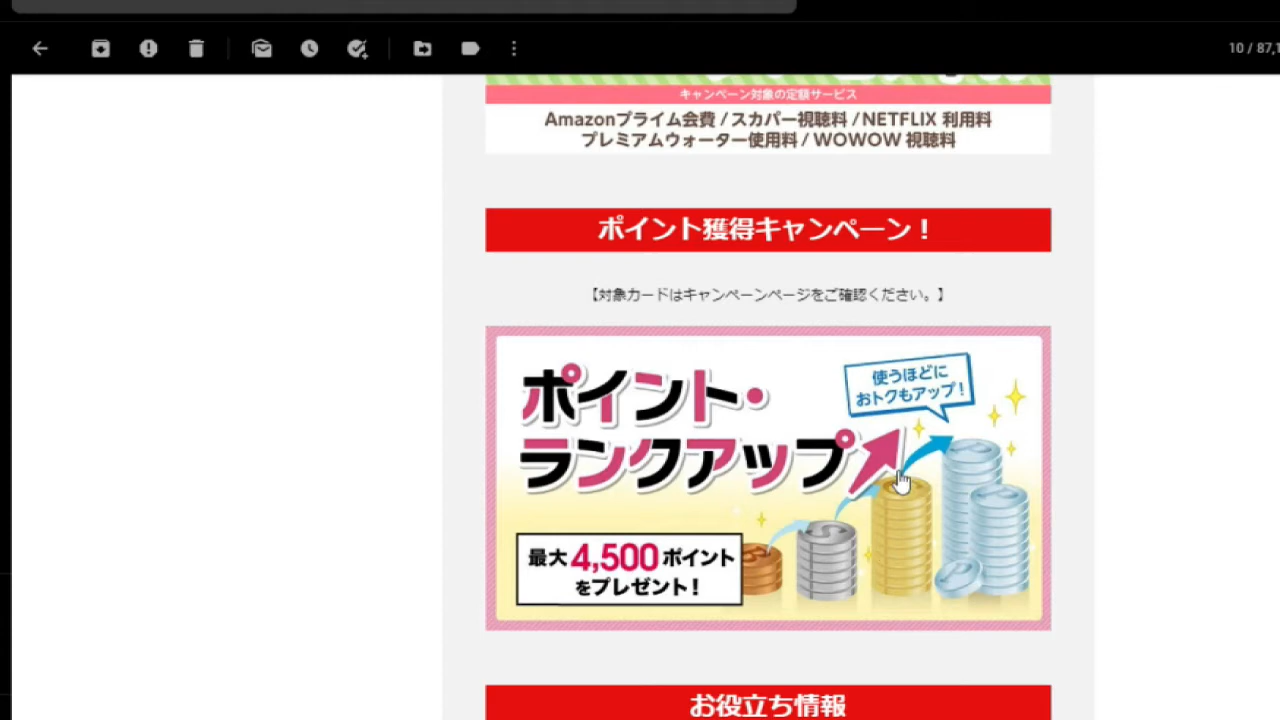 10 / 87,1
キャンペーン対象の定額サービス
Amazonプライム会費 / スカパー視聴料 / NETFLIX 利用料
プレミアムウォーター使用料 / WOWOW 視聴料
ポイント獲得キャンペーン！
【対象カードはキャンペーンページをご確認ください。】
使うほどに
おトクもアップ！
ポイント・
ランクアップ
最大4,500ポイント
をプレゼント！
お役立ち情報